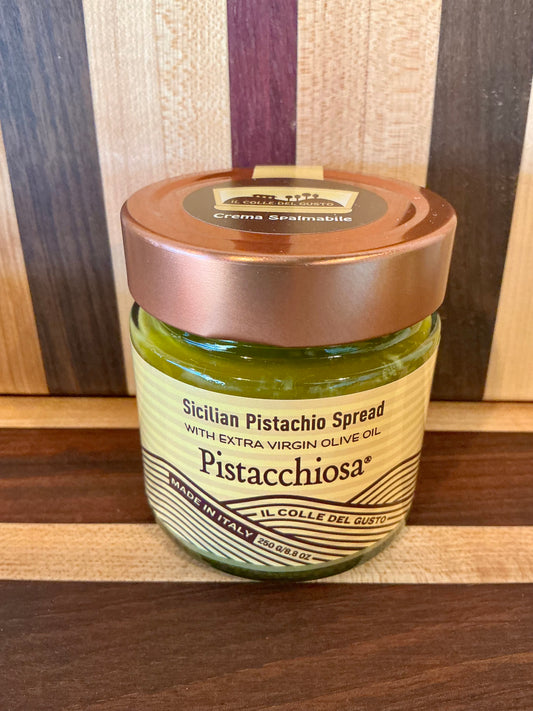 IL COLLE DEL GUSTO
Crema Spalmabile
Sicilian Pistachio Spread
WITH EXTRA VIRGIN OLIVE OIL
Pistacchiosa®
IL COLLE DEL GUSTO
MADE IN ITALY
250 G/8.8 OZ